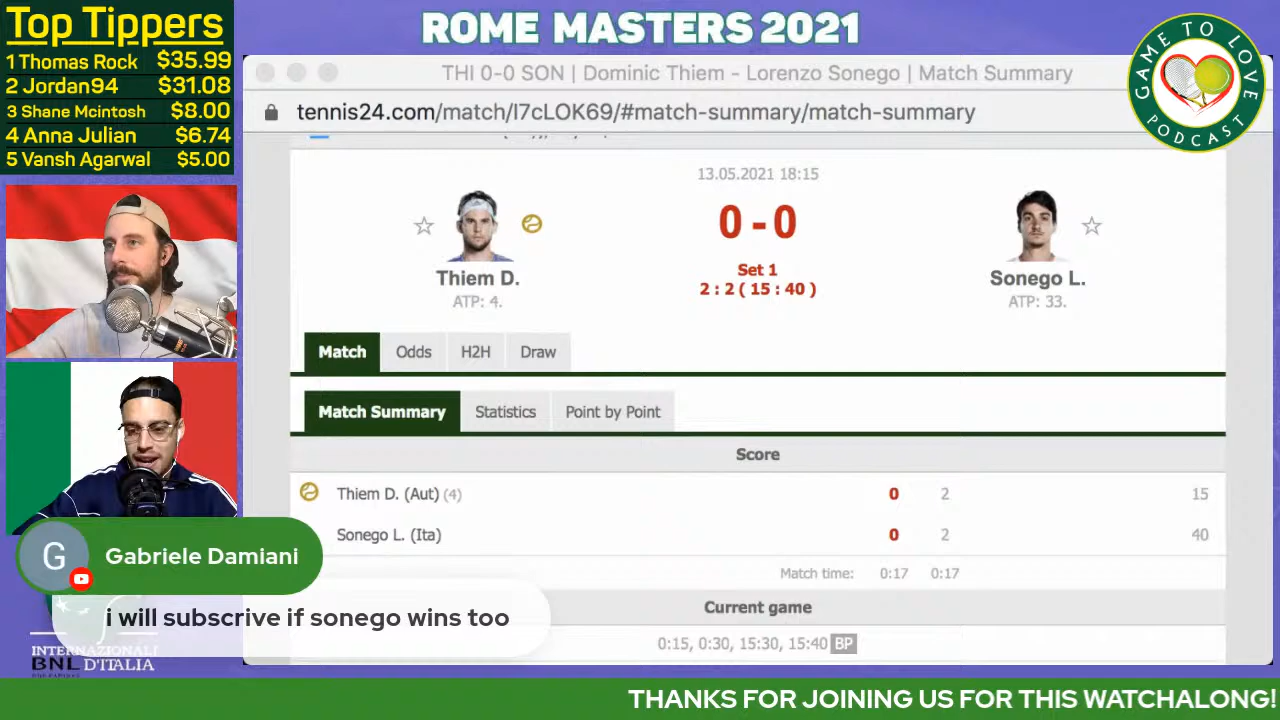 Top Tippers
1 Thomas Rock $35.99
2 Jordan94 $31.08
3 Shane Mcintosh $8.00
4 Anna Julian $6.74
5 Vansh Agarwal $5.00
ROME MASTERS 2021
GAME TO LOVE
PODCAST
THI 0-0 SON | Dominic Thiem - Lorenzo Sonego | Match Summary
tennis24.com/match/I7cLOK69/#match-summary/match-summary
13.05.2021 18:15
0 - 0
Set 1
2 : 2 ( 15 : 40 )
Thiem D.
ATP: 4.
Sonego L.
ATP: 33.
Match Odds H2H Draw
Match Summary Statistics Point by Point
Score
Thiem D. (Aut) (4) 0 2 15
Sonego L. (Ita) 0 2 40
Match time: 0:17 0:17
Current game
0:15, 0:30, 15:30, 15:40 BP
G Gabriele Damiani
i will subscrive if sonego wins too
INTERNAZIONALI
BNL D'ITALIA
THANKS FOR JOINING US FOR THIS WATCHALONG!